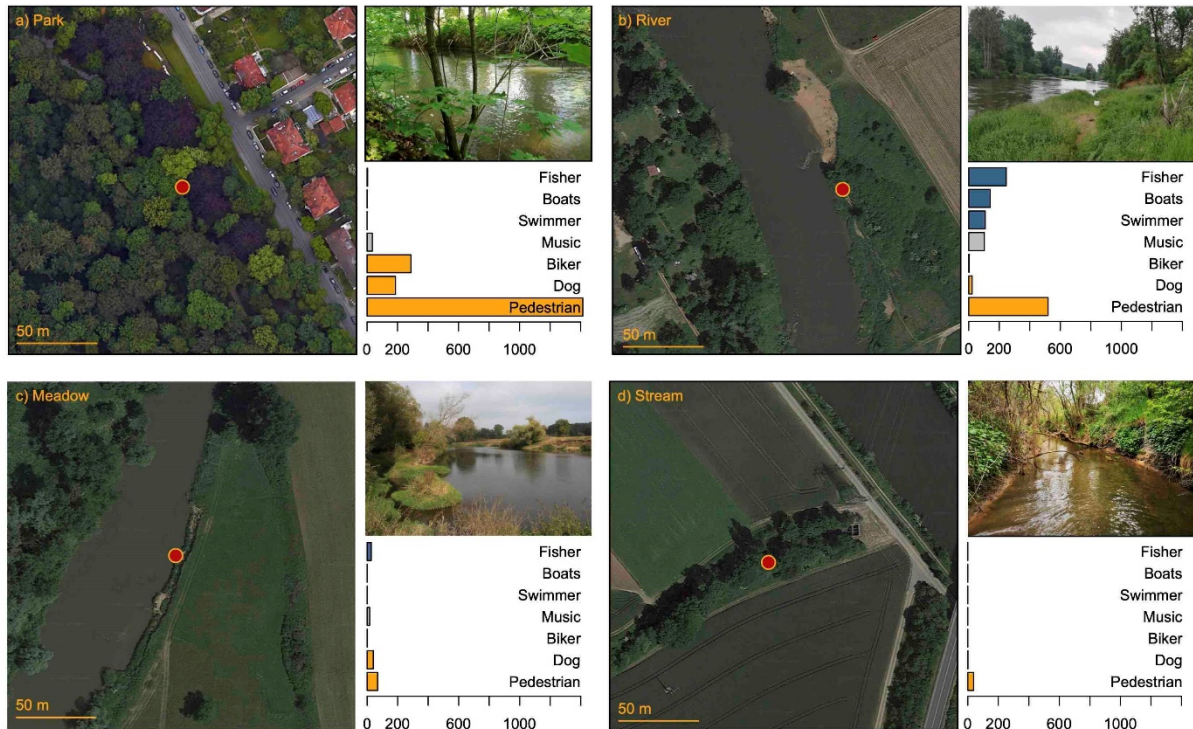 a) Park
50 m
Fisher
Boats
Swimmer
Music
Biker
Dog
Pedestrian
0 200 600 1000
b) River
50 m
Fisher
Boats
Swimmer
Music
Biker
Dog
Pedestrian
0 200 600 1000
c) Meadow
50 m
Fisher
Boats
Swimmer
Music
Biker
Dog
Pedestrian
0 200 600 1000
d) Stream
50 m
Fisher
Boats
Swimmer
Music
Biker
Dog
Pedestrian
0 200 600 1000